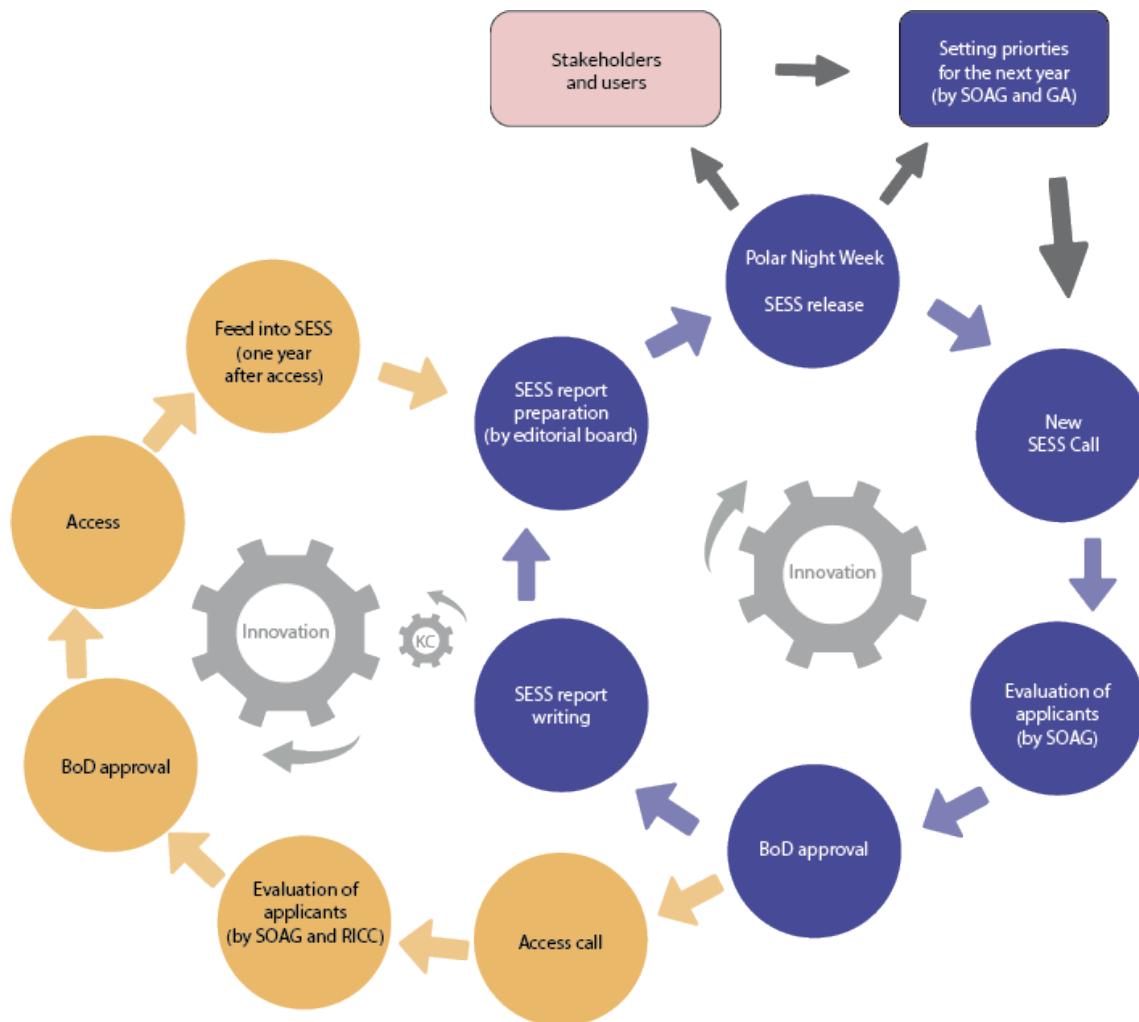 Stakeholders
and users
Setting priorties
for the next year
(by SOAG and GA)
Polar Night Week
SESS release
Feed into SESS
(one year
after access)
SESS report
preparation
(by editorial board)
New
SESS Call
Access
Innovation
KC
Innovation
SESS report
writing
Evaluation of
applicants
(by SOAG)
BoD approval
BoD approval
Evaluation of
applicants
(by SOAG and RICC)
Access call